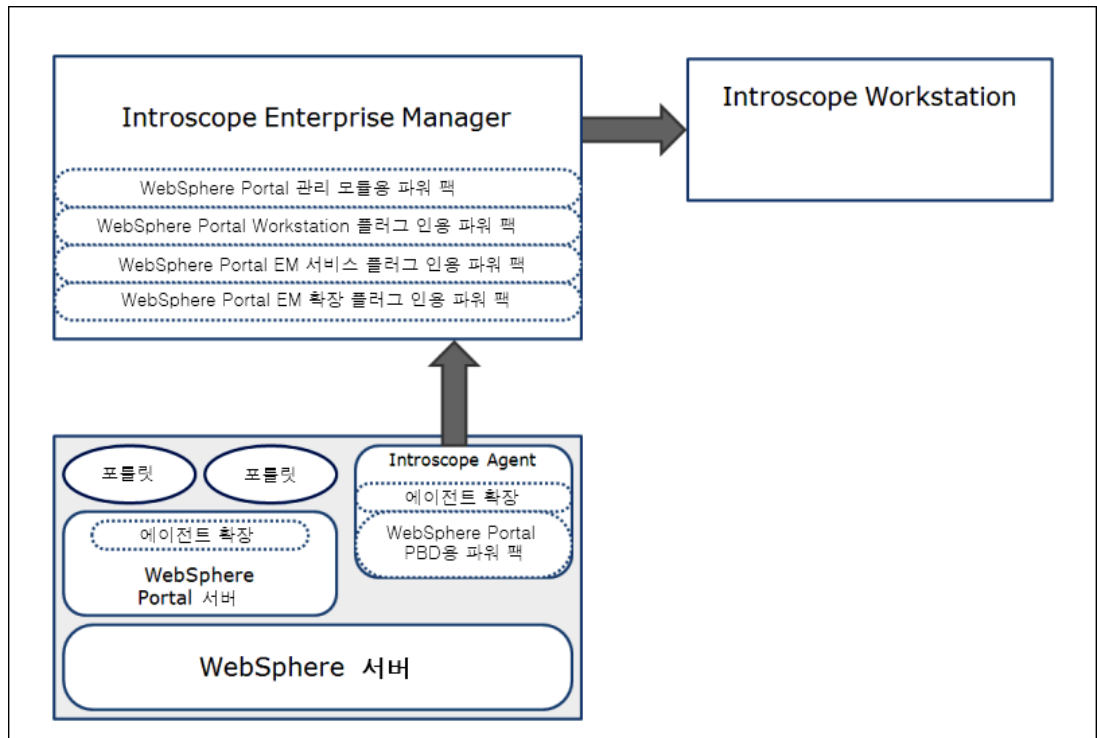 Introscope Enterprise Manager
WebSphere Portal 관리 모듈용 파워 팩
WebSphere Portal Workstation 플러그 인용 파워 팩
WebSphere Portal EM 서비스 플러그 인용 파워 팩
WebSphere Portal EM 확장 플러그 인용 파워 팩
Introscope Workstation
포틀릿
포틀릿
에이전트 확장
WebSphere
Portal 서버
Introscope Agent
에이전트 확장
WebSphere Portal
PBD용 파워 팩
WebSphere 서버